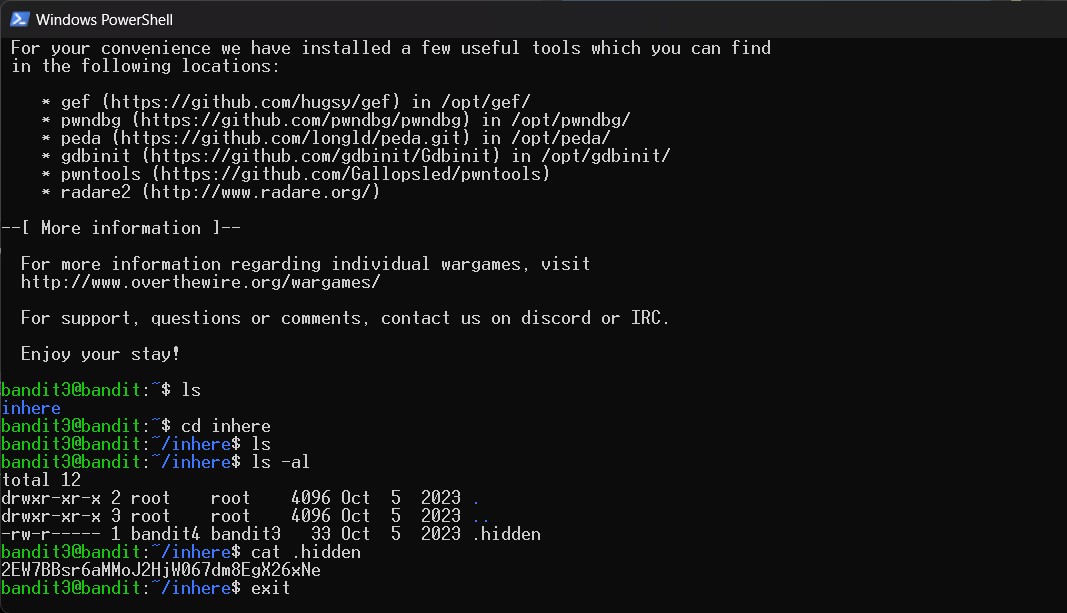 Windows PowerShell
For your convenience we have installed a few useful tools which you can find
in the following locations:
* gef (https://github.com/hugsy/gef) in /opt/gef/
* pwndbg (https://github.com/pwndbg/pwndbg) in /opt/pwndbg/
* peda (https://github.com/longld/peda.git) in /opt/peda/
* gdbinit (https://github.com/gdbinit/Gdbinit) in /opt/gdbinit/
* pwntools (https://github.com/Gallopsled/pwntools)
* radare2 (http://www.radare.org/)
--[ More information ]--
For more information regarding individual wargames, visit
http://www.overthewire.org/wargames/
For support, questions or comments, contact us on discord or IRC.
Enjoy your stay!
bandit3@bandit:~$ ls
inhere
bandit3@bandit:~$ cd inhere
bandit3@bandit:~/inhere$ ls
bandit3@bandit:~/inhere$ ls -al
total 12
drwxr-xr-x 2 root    root    4096 Oct  5  2023 .
drwxr-xr-x 3 root    root    4096 Oct  5  2023 ..
-rw-r----- 1 bandit4 bandit3   33 Oct  5  2023 .hidden
bandit3@bandit:~/inhere$ cat .hidden
2EW7BBsr6aMMoJ2HjW067dm8EgX26xNe
bandit3@bandit:~/inhere$ exit